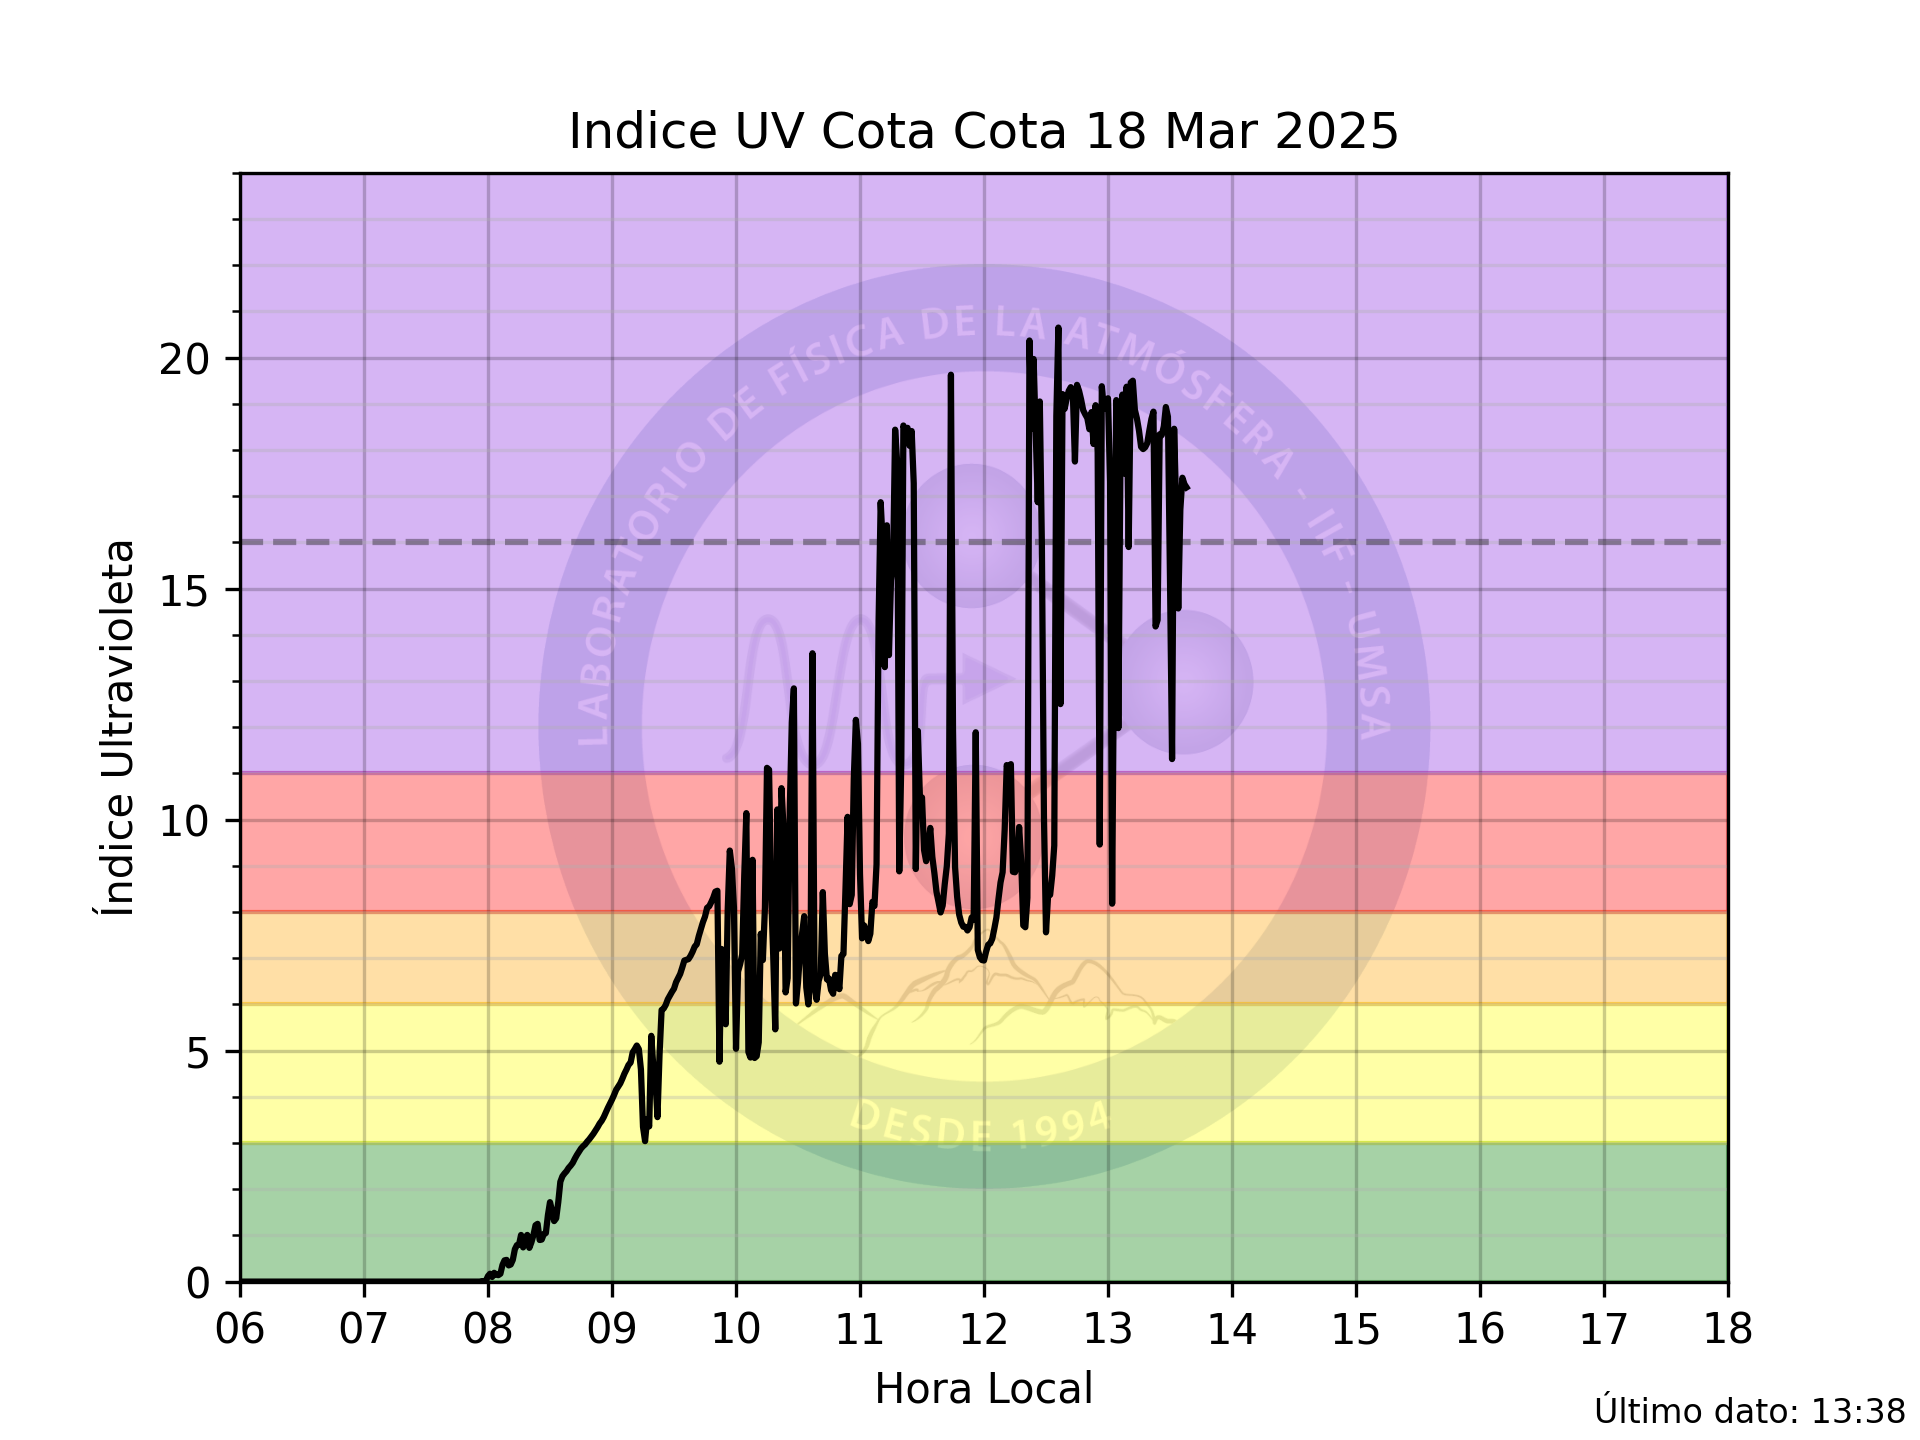 Indice UV Cota Cota 18 Mar 2025
Índice Ultravioleta
20
15
10
5
0
LABORATORIO DE FÍSICA DE LA ATMÓSFERA - IIF - UMSA
DESDE 1994
06 07 08 09 10 11 12 13 14 15 16 17 18
Hora Local
Último dato: 13:38